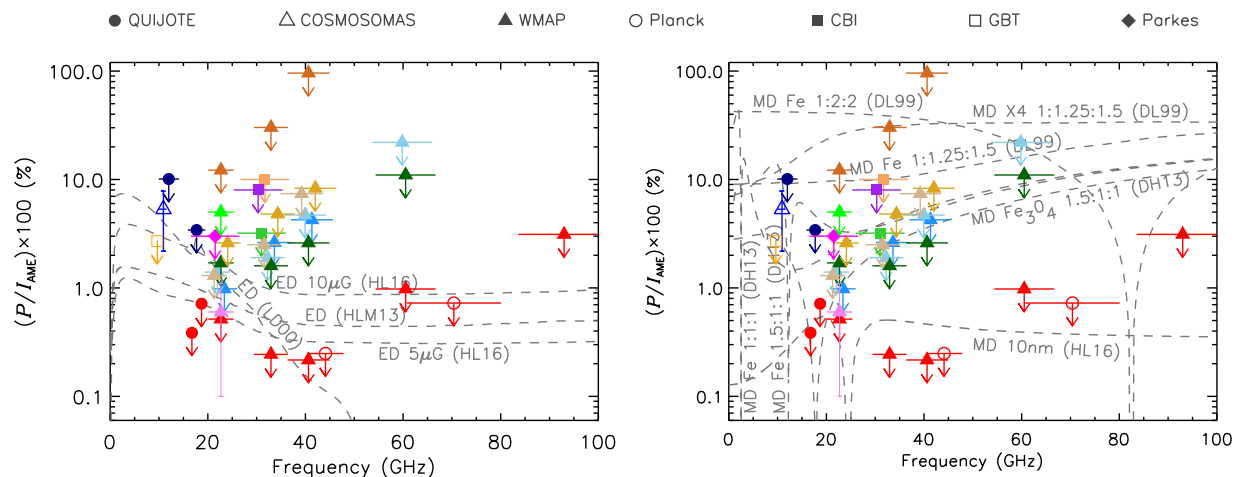 QUIJOTE COSMOSOMAS WMAP Planck CBI GBT Parkes
100.0
10.0
1.0
0.1
(P/I_AME)×100 (%)
ED 10μG (HL16)
ED (LD00)
ED (HLM13)
ED 5μG (HL16)
0 20 40 60 80 100
Frequency (GHz)
100.0
10.0
1.0
0.1
(P/I_AME)×100 (%)
MD Fe 1:2:2 (DL99)
MD X4 1:1.25:1.5 (DL99)
MD Fe 1:1.25:1.5 (DL99)
MD Fe₃O₄ 1.5:1:1 (DH13)
MD Fe 1:1:1 (DH13)
MD Fe 1.5:1:1
MD 10nm (HL16)
0 20 40 60 80 100
Frequency (GHz)